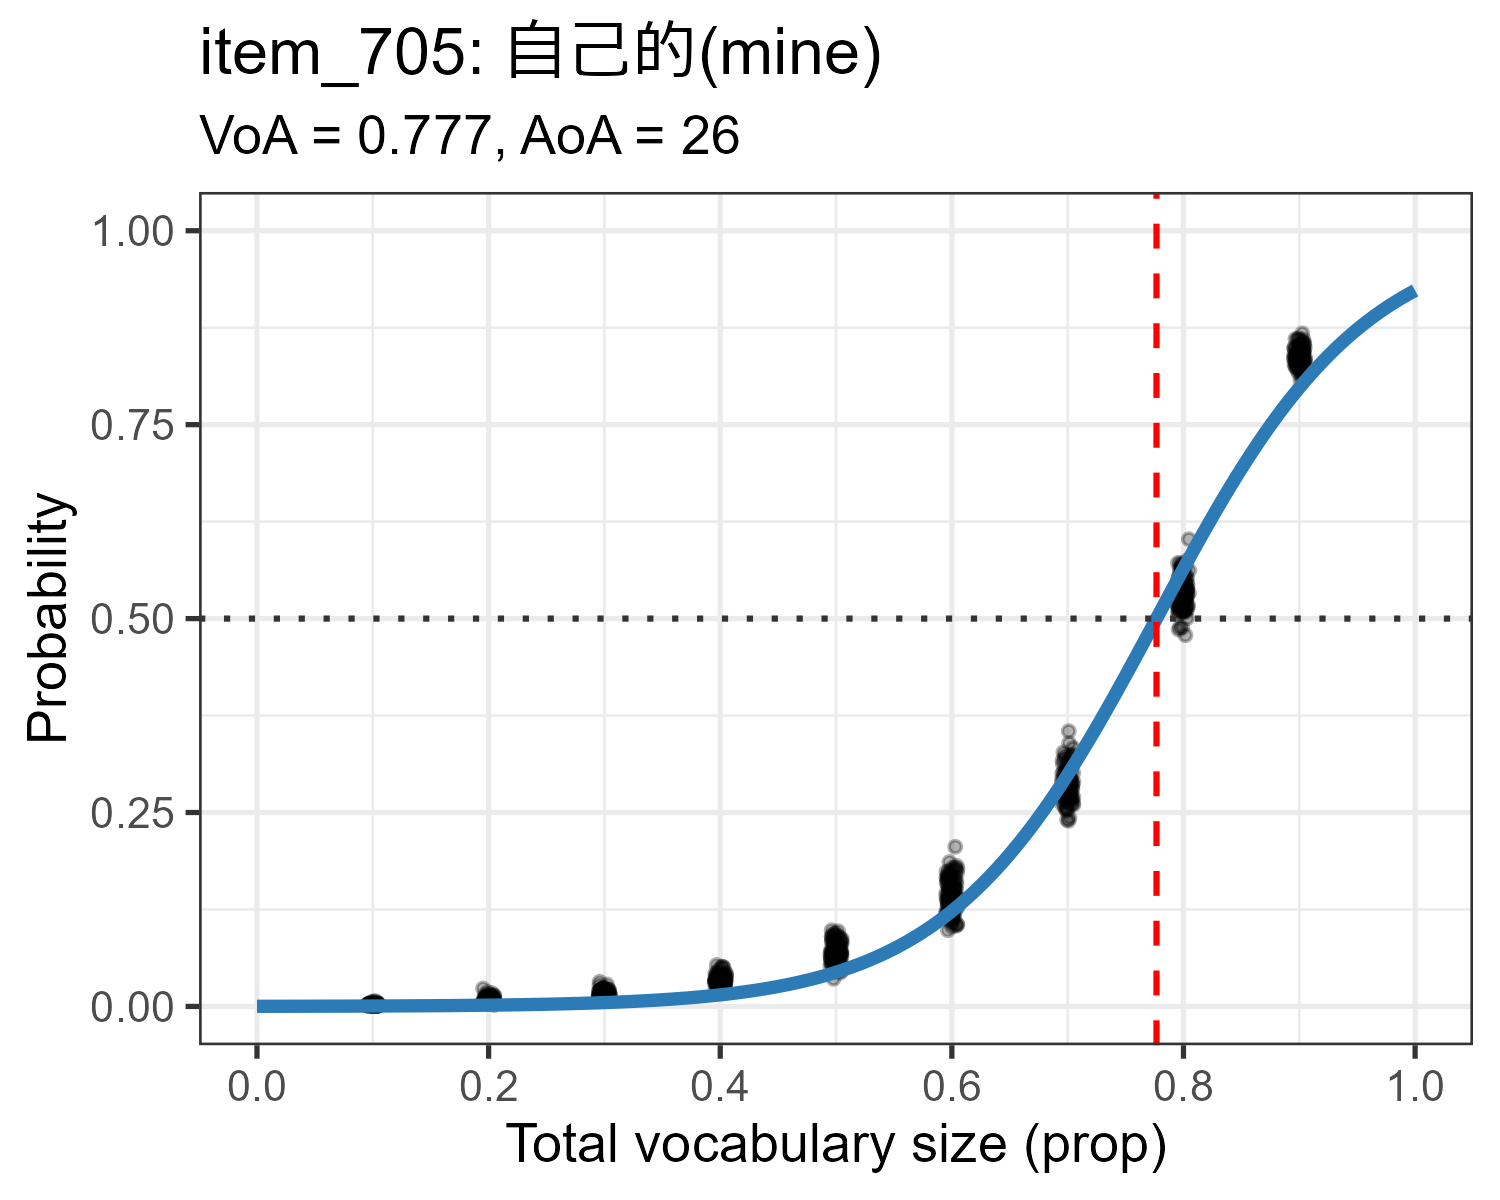 item_705: 自己的(mine)
VoA = 0.777, AoA = 26
Probability
1.00
0.75
0.50
0.25
0.00
0.0 0.2 0.4 0.6 0.8 1.0
Total vocabulary size (prop)